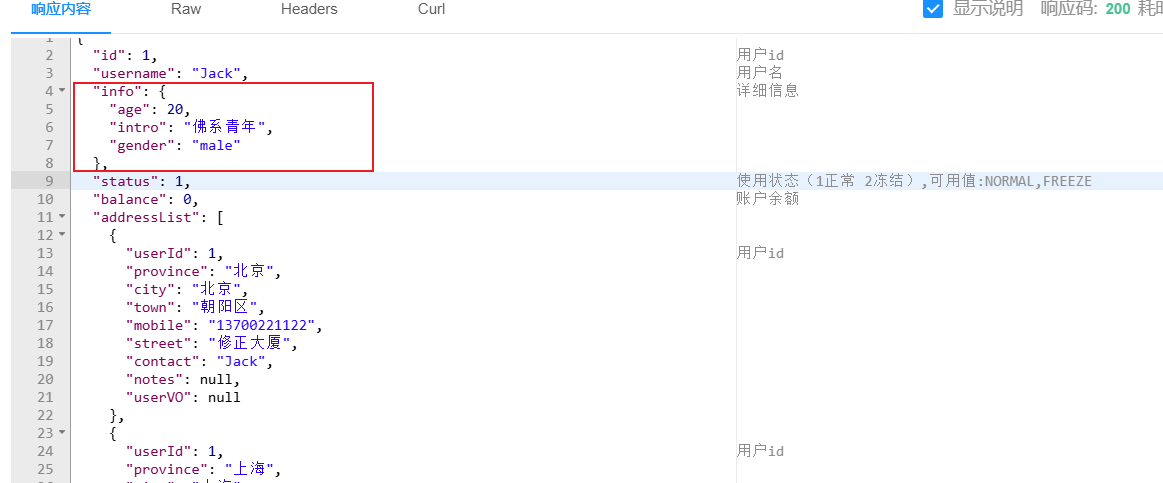 响应内容 Raw Headers Curl 显示说明 响应码: 200 耗时
1 {
2 "id": 1, 用户id
3 "username": "Jack", 用户名
4 "info": { 详细信息
5 "age": 20,
6 "intro": "佛系青年",
7 "gender": "male"
8 },
9 "status": 1, 使用状态（1正常 2冻结）,可用值:NORMAL,FREEZE
10 "balance": 0, 账户余额
11 "addressList": [
12 {
13 "userId": 1, 用户id
14 "province": "北京",
15 "city": "北京",
16 "town": "朝阳区",
17 "mobile": "13700221122",
18 "street": "修正大厦",
19 "contact": "Jack",
20 "notes": null,
21 "userVO": null
22 },
23 {
24 "userId": 1, 用户id
25 "province": "上海",